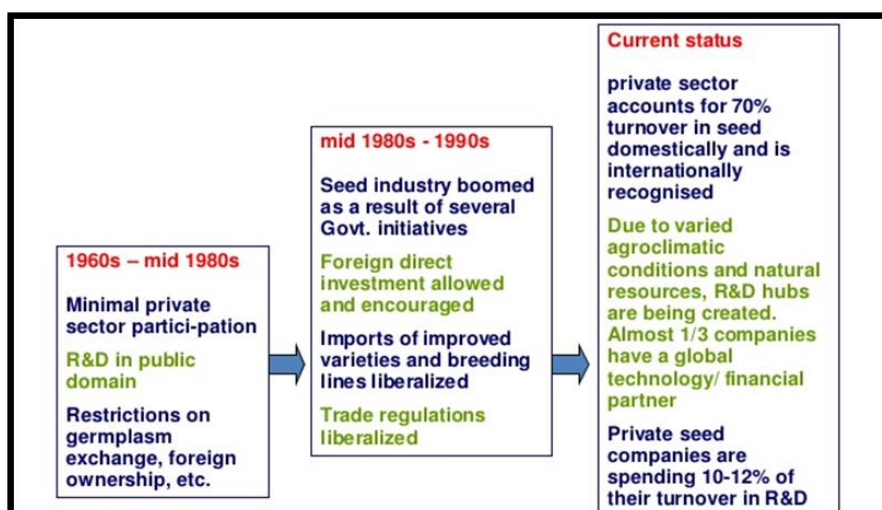 1960s – mid 1980s
Minimal private
sector partici-pation
R&D in public
domain
Restrictions on
germplasm
exchange, foreign
ownership, etc.
mid 1980s - 1990s
Seed industry boomed
as a result of several
Govt. initiatives
Foreign direct
investment allowed
and encouraged
Imports of improved
varieties and breeding
lines liberalized
Trade regulations
liberalized
Current status
private sector
accounts for 70%
turnover in seed
domestically and is
internationally
recognised
Due to varied
agroclimatic
conditions and natural
resources, R&D hubs
are being created.
Almost 1/3 companies
have a global
technology/ financial
partner
Private seed
companies are
spending 10-12% of
their turnover in R&D